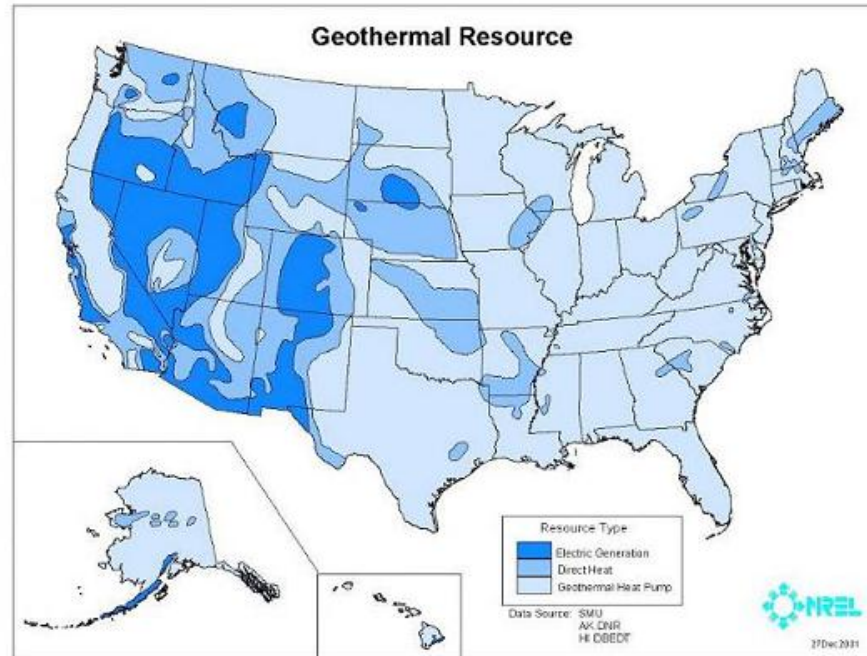 Geothermal Resource
Resource Type
Electric Generation
Direct Heat
Geothermal Heat Pump
Data Source: SMU
AK DNR
HI DBEDT
NREL
27Dec2001